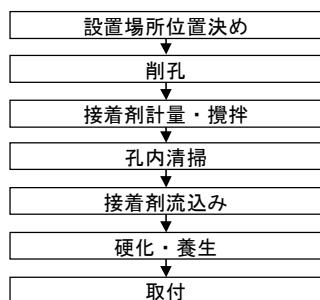 設置場所位置決め
削孔
接着剤計量・攪拌
孔内清掃
接着剤流込み
硬化・養生
取付